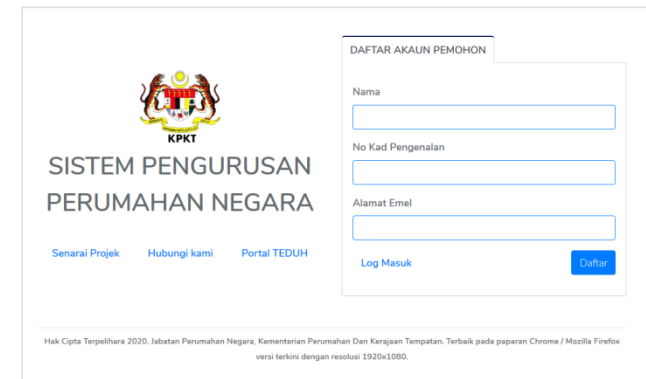 DAFTAR AKAUN PEMOHON
Nama
KPKT
No Kad Pengenalan
SISTEM PENGURUSAN
PERUMAHAN NEGARA
Alamat Emel
Senarai Projek Hubungi kami Portal TEDUH
Log Masuk Daftar
Hak Cipta Terpelihara 2020. Jabatan Perumahan Negara, Kementerian Perumahan Dan Kerajaan Tempatan. Terbaik pada paparan Chrome / Mozilla Firefox
versi terkini dengan resolusi 1920x1080.